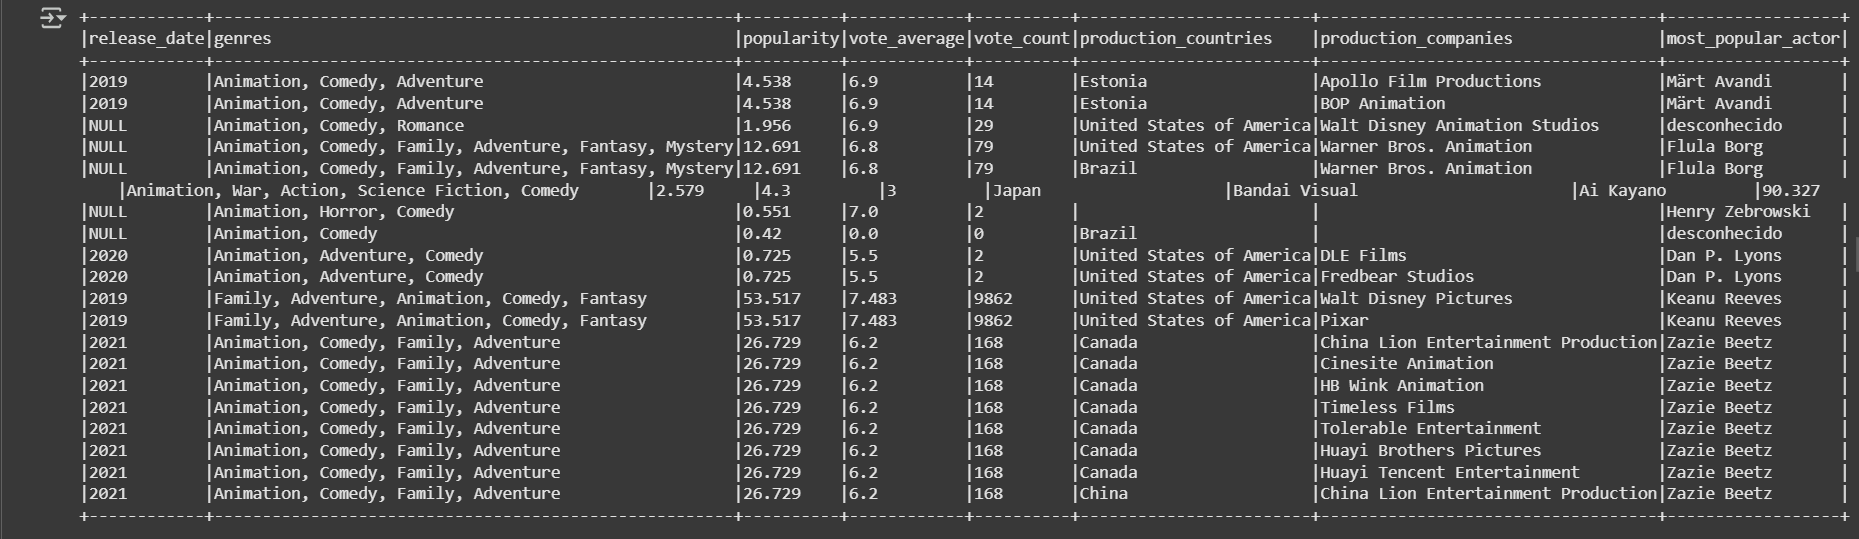 +------------+------------------------------------------------------+----------+------------+----------+------------------------+-----------------------------------+------------------+
|release_date|genres                                                |popularity|vote_average|vote_count|production_countries    |production_companies               |most_popular_actor|
+------------+------------------------------------------------------+----------+------------+----------+------------------------+-----------------------------------+------------------+
|2019        |Animation, Comedy, Adventure                          |4.538     |6.9         |14        |Estonia                 |Apollo Film Productions            |Märt Avandi       |
|2019        |Animation, Comedy, Adventure                          |4.538     |6.9         |14        |Estonia                 |BOP Animation                      |Märt Avandi       |
|NULL        |Animation, Comedy, Romance                            |1.956     |6.9         |29        |United States of America|Walt Disney Animation Studios      |desconhecido      |
|NULL        |Animation, Comedy, Family, Adventure, Fantasy, Mystery|12.691    |6.8         |79        |United States of America|Warner Bros. Animation             |Flula Borg        |
|NULL        |Animation, Comedy, Family, Adventure, Fantasy, Mystery|12.691    |6.8         |79        |Brazil                  |Warner Bros. Animation             |Flula Borg        |
    |Animation, War, Action, Science Fiction, Comedy       |2.579     |4.3         |3         |Japan                   |Bandai Visual                      |Ai Kayano         |90.327
|NULL        |Animation, Horror, Comedy                             |0.551     |7.0         |2         |                        |                                   |Henry Zebrowski   |
|NULL        |Animation, Comedy                                     |0.42      |0.0         |0         |Brazil                  |                                   |desconhecido      |
|2020        |Animation, Adventure, Comedy                          |0.725     |5.5         |2         |United States of America|DLE Films                          |Dan P. Lyons      |
|2020        |Animation, Adventure, Comedy                          |0.725     |5.5         |2         |United States of America|Fredbear Studios                   |Dan P. Lyons      |
|2019        |Family, Adventure, Animation, Comedy, Fantasy         |53.517    |7.483       |9862      |United States of America|Walt Disney Pictures               |Keanu Reeves      |
|2019        |Family, Adventure, Animation, Comedy, Fantasy         |53.517    |7.483       |9862      |United States of America|Pixar                              |Keanu Reeves      |
|2021        |Animation, Comedy, Family, Adventure                  |26.729    |6.2         |168       |Canada                  |China Lion Entertainment Production|Zazie Beetz       |
|2021        |Animation, Comedy, Family, Adventure                  |26.729    |6.2         |168       |Canada                  |Cinesite Animation                 |Zazie Beetz       |
|2021        |Animation, Comedy, Family, Adventure                  |26.729    |6.2         |168       |Canada                  |HB Wink Animation                  |Zazie Beetz       |
|2021        |Animation, Comedy, Family, Adventure                  |26.729    |6.2         |168       |Canada                  |Timeless Films                     |Zazie Beetz       |
|2021        |Animation, Comedy, Family, Adventure                  |26.729    |6.2         |168       |Canada                  |Tolerable Entertainment            |Zazie Beetz       |
|2021        |Animation, Comedy, Family, Adventure                  |26.729    |6.2         |168       |Canada                  |Huayi Brothers Pictures            |Zazie Beetz       |
|2021        |Animation, Comedy, Family, Adventure                  |26.729    |6.2         |168       |Canada                  |Huayi Tencent Entertainment        |Zazie Beetz       |
|2021        |Animation, Comedy, Family, Adventure                  |26.729    |6.2         |168       |China                   |China Lion Entertainment Production|Zazie Beetz       |
+------------+------------------------------------------------------+----------+------------+----------+------------------------+-----------------------------------+------------------+